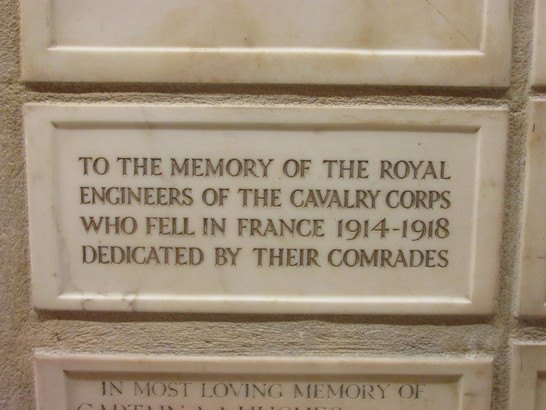 TO THE MEMORY OF THE ROYAL
ENGINEERS OF THE CAVALRY CORPS
WHO FELL IN FRANCE 1914-1918
DEDICATED BY THEIR COMRADES
IN MOST LOVING MEMORY OF
CAPTAIN